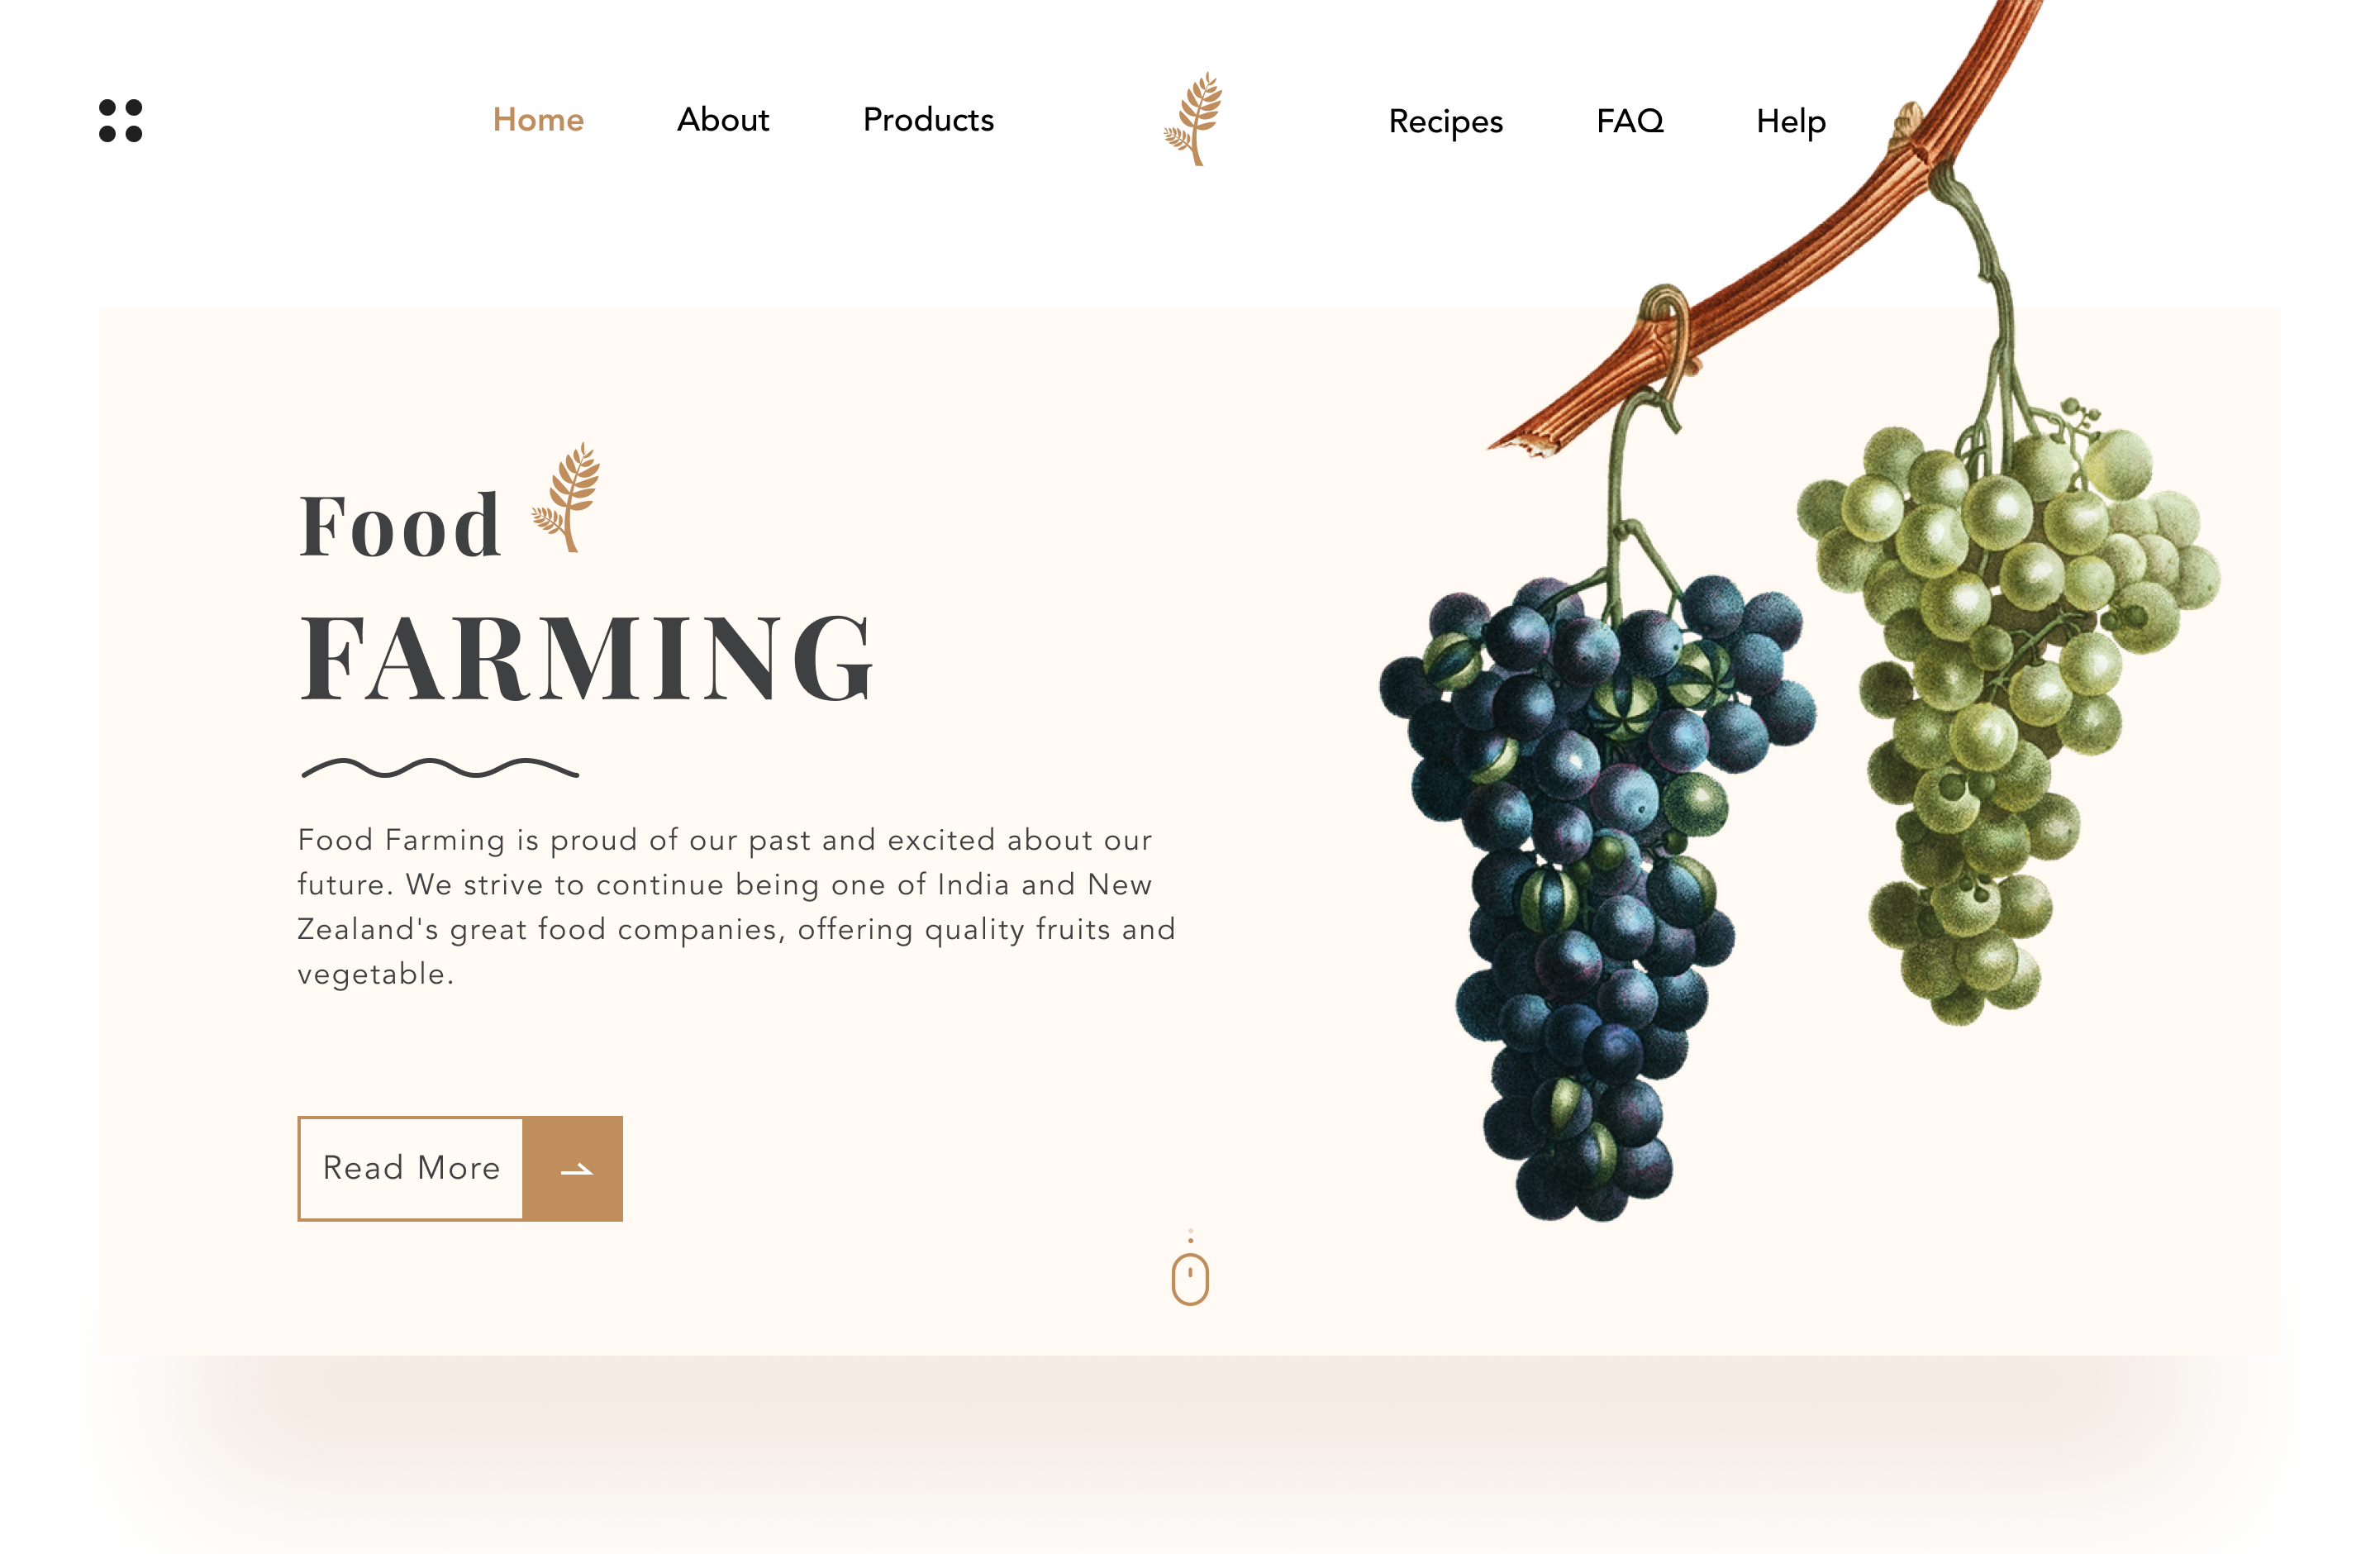 Home About Products Recipes FAQ Help
Food
FARMING
Food Farming is proud of our past and excited about our
future. We strive to continue being one of India and New
Zealand's great food companies, offering quality fruits and
vegetable.
Read More